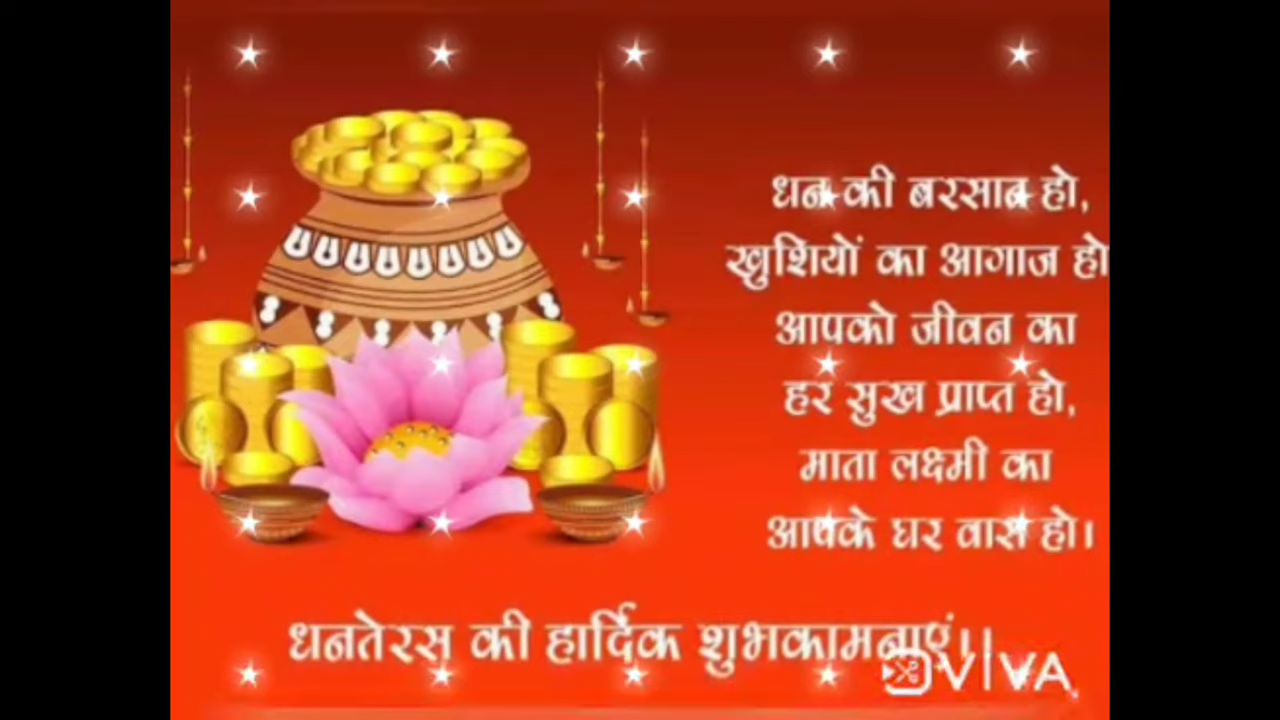 धन की बरसात हो,
खुशियों का आगाज हो
आपको जीवन का
हर सुख प्राप्त हो,
माता लक्ष्मी का
आपके घर वास हो।
धनतेरस की हार्दिक शुभकामनाएं।।
VIVA